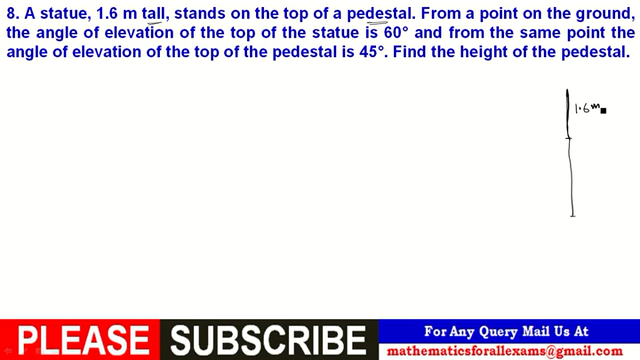 8. A statue, 1.6 m tall, stands on the top of a pedestal. From a point on the ground,
the angle of elevation of the top of the statue is 60° and from the same point the
angle of elevation of the top of the pedestal is 45°. Find the height of the pedestal.
1.6m
PLEASE SUBSCRIBE
For Any Query Mail Us At
mathematicsforallexams@gmail.com